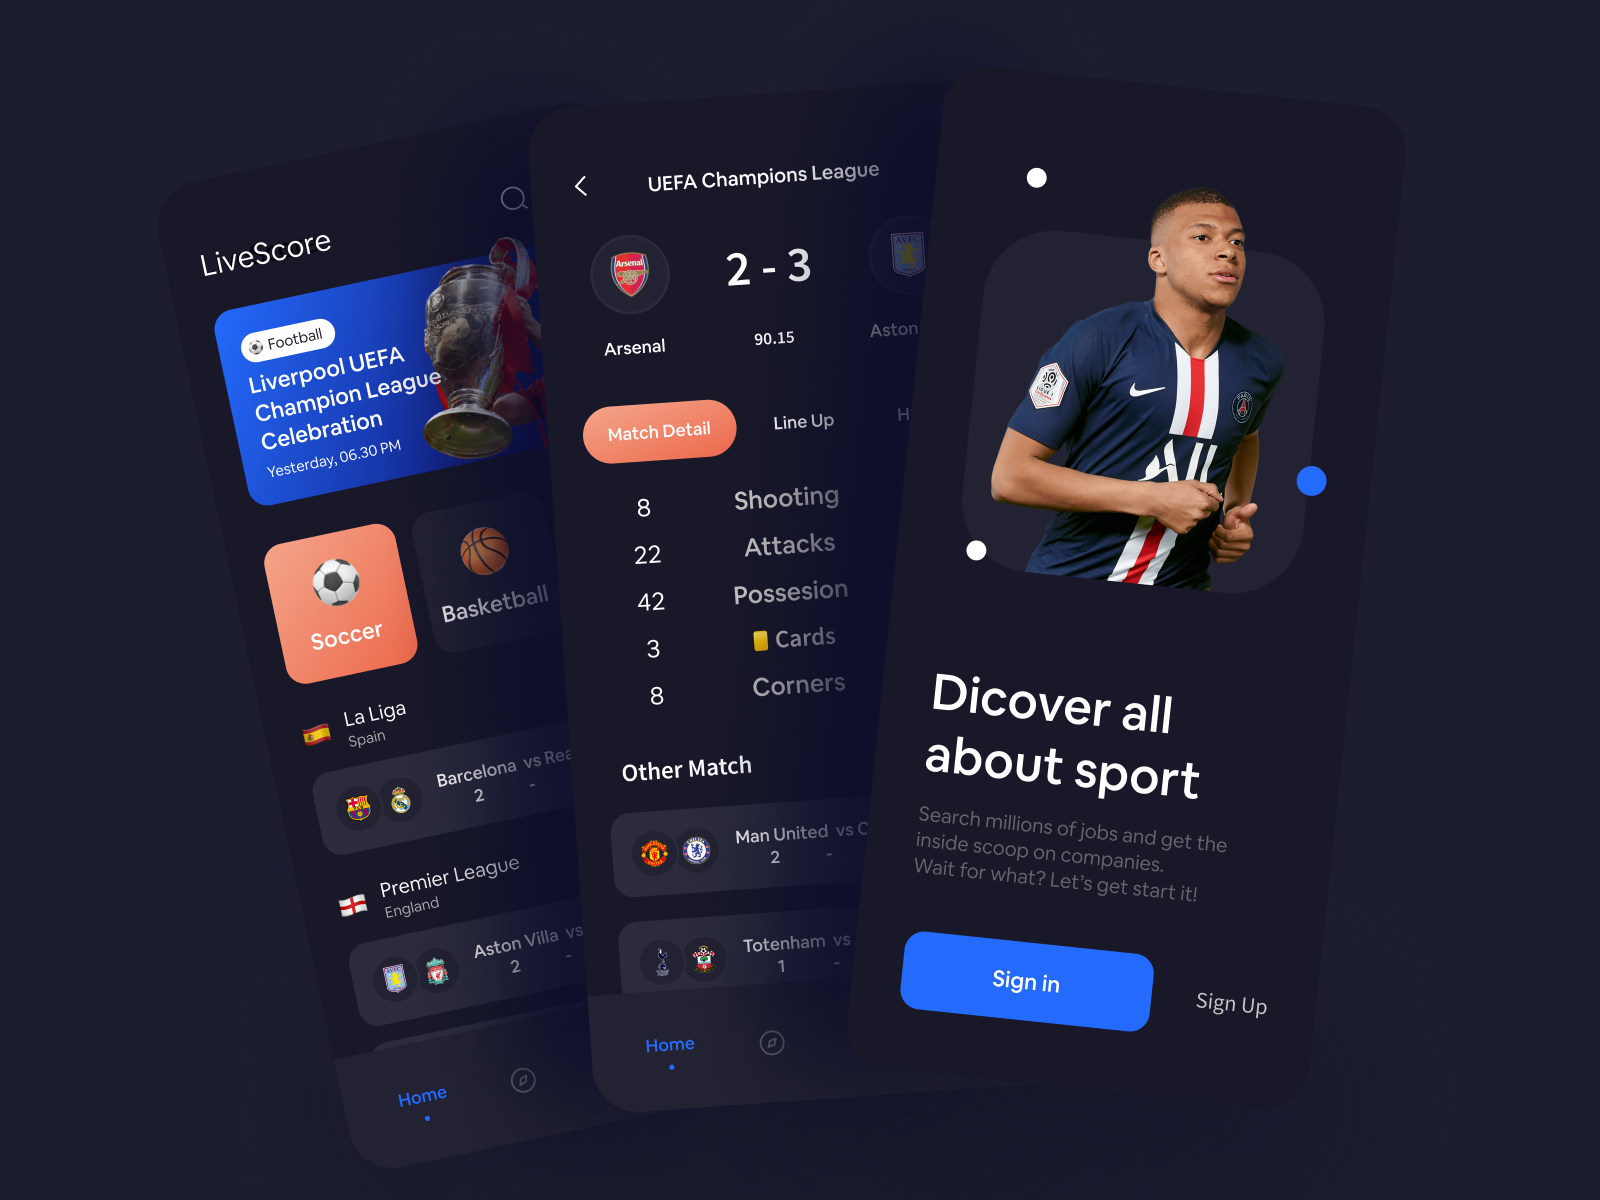 LiveScore
Football
Liverpool UEFA
Champion League
Celebration
Yesterday, 06.30 PM
Soccer
Basketball
La Liga
Spain
Barcelona vs Rea
2 -
Premier League
England
Aston Villa vs
2 -
Home
UEFA Champions League
Arsenal
AVFC
2 - 3
Arsenal
90.15
Aston
Match Detail
Line Up
H
8 Shooting
22 Attacks
42 Possesion
3 Cards
8 Corners
Other Match
Man United vs C
2 -
Totenham vs
1 -
Home
PARIS
Dicover all
about sport
Search millions of jobs and get the
inside scoop on companies.
Wait for what? Let's get start it!
Sign in
Sign Up